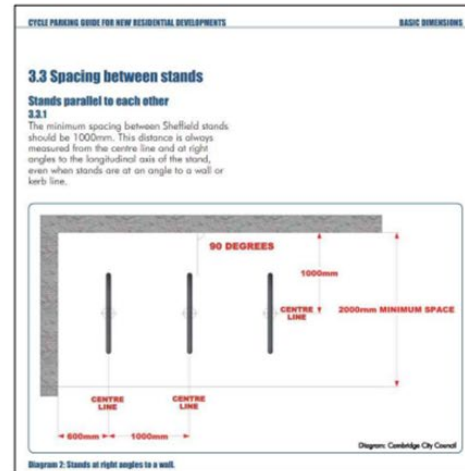 CYCLE PARKING GUIDE FOR NEW RESIDENTIAL DEVELOPMENTS
BASIC DIMENSIONS
3.3 Spacing between stands
Stands parallel to each other
3.3.1
The minimum spacing between Sheffield stands
should be 1000mm. This distance is always
measured from the centre line and at right
angles to the longitudinal axis of the stand,
even when stands are at an angle to a wall or
kerb line.
90 DEGREES
1000mm
CENTRE
LINE
2000mm MINIMUM SPACE
CENTRE
LINE
CENTRE
LINE
600mm
1000mm
Diagram: Cambridge City Council
Diagram 2: Stands at right angles to a wall.